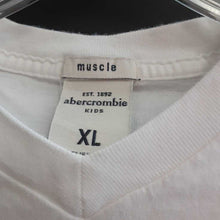 muscle
EST. 1892
abercrombie
KIDS
XL